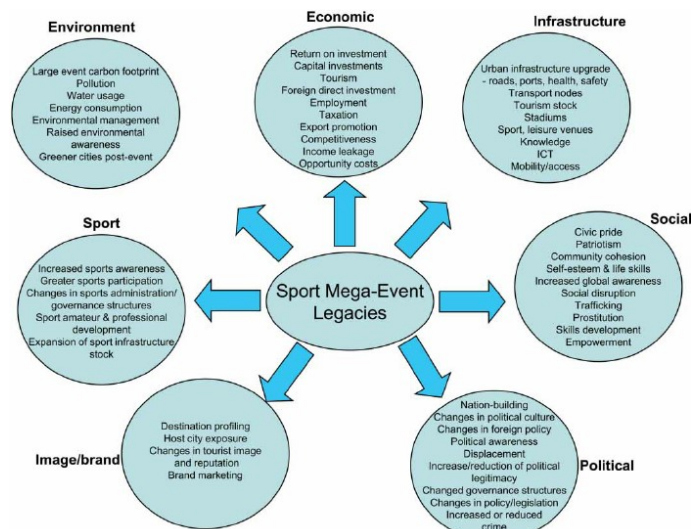 Environment
Large event carbon footprint
Pollution
Water usage
Energy consumption
Environmental management
Raised environmental
awareness
Greener cities post-event
Economic
Return on investment
Capital investments
Tourism
Foreign direct investment
Employment
Taxation
Export promotion
Competitiveness
Income leakage
Opportunity costs
Infrastructure
Urban infrastructure upgrade
- roads, ports, health, safety
Transport nodes
Tourism stock
Stadiums
Sport, leisure venues
Knowledge
ICT
Mobility/access
Sport
Increased sports awareness
Greater sports participation
Changes in sports administration/
governance structures
Sport amateur & professional
development
Expansion of sport infrastructure
stock
Sport Mega-Event
Legacies
Social
Civic pride
Patriotism
Community cohesion
Self-esteem & life skills
Increased global awareness
Social disruption
Trafficking
Prostitution
Skills development
Empowerment
Image/brand
Destination profiling
Host city exposure
Changes in tourist image
and reputation
Brand marketing
Political
Nation-building
Changes in political culture
Changes in foreign policy
Political awareness
Displacement
Increase/reduction of political
legitimacy
Changed governance structures
Changes in policy/legislation
Increased or reduced
crime